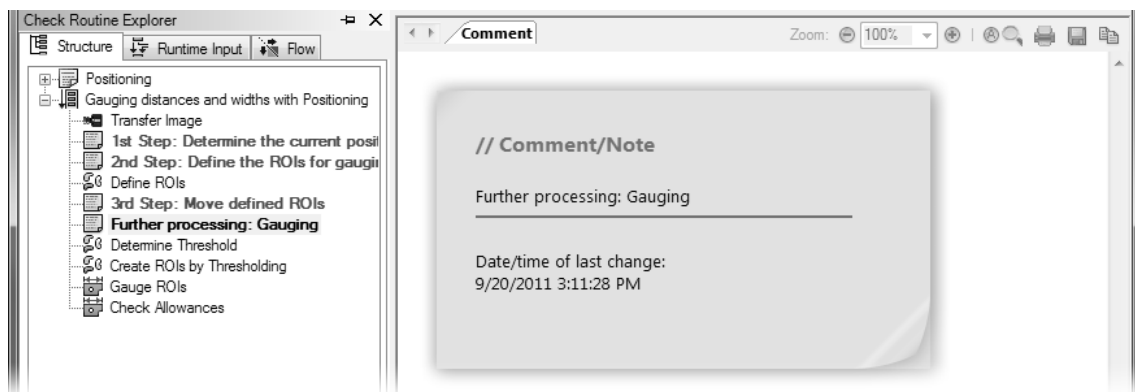 Check Routine Explorer
Structure Runtime Input Flow
Positioning
Gauging distances and widths with Positioning
Transfer Image
1st Step: Determine the current posit
2nd Step: Define the ROIs for gaugin
Define ROIs
3rd Step: Move defined ROIs
Further processing: Gauging
Determine Threshold
Create ROIs by Thresholding
Gauge ROIs
Check Allowances
Comment
Zoom: 100%
// Comment/Note
Further processing: Gauging
Date/time of last change:
9/20/2011 3:11:28 PM